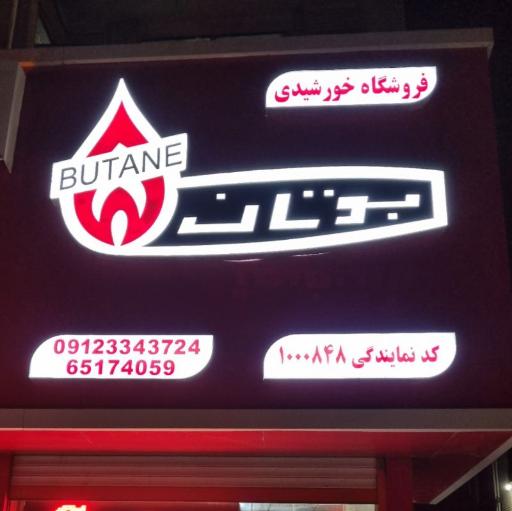 فروشگاه خورشیدی
BUTANE
بوتان
09123343724
65174059
کد نمایندگی ۱۰۰۰۸۴۸